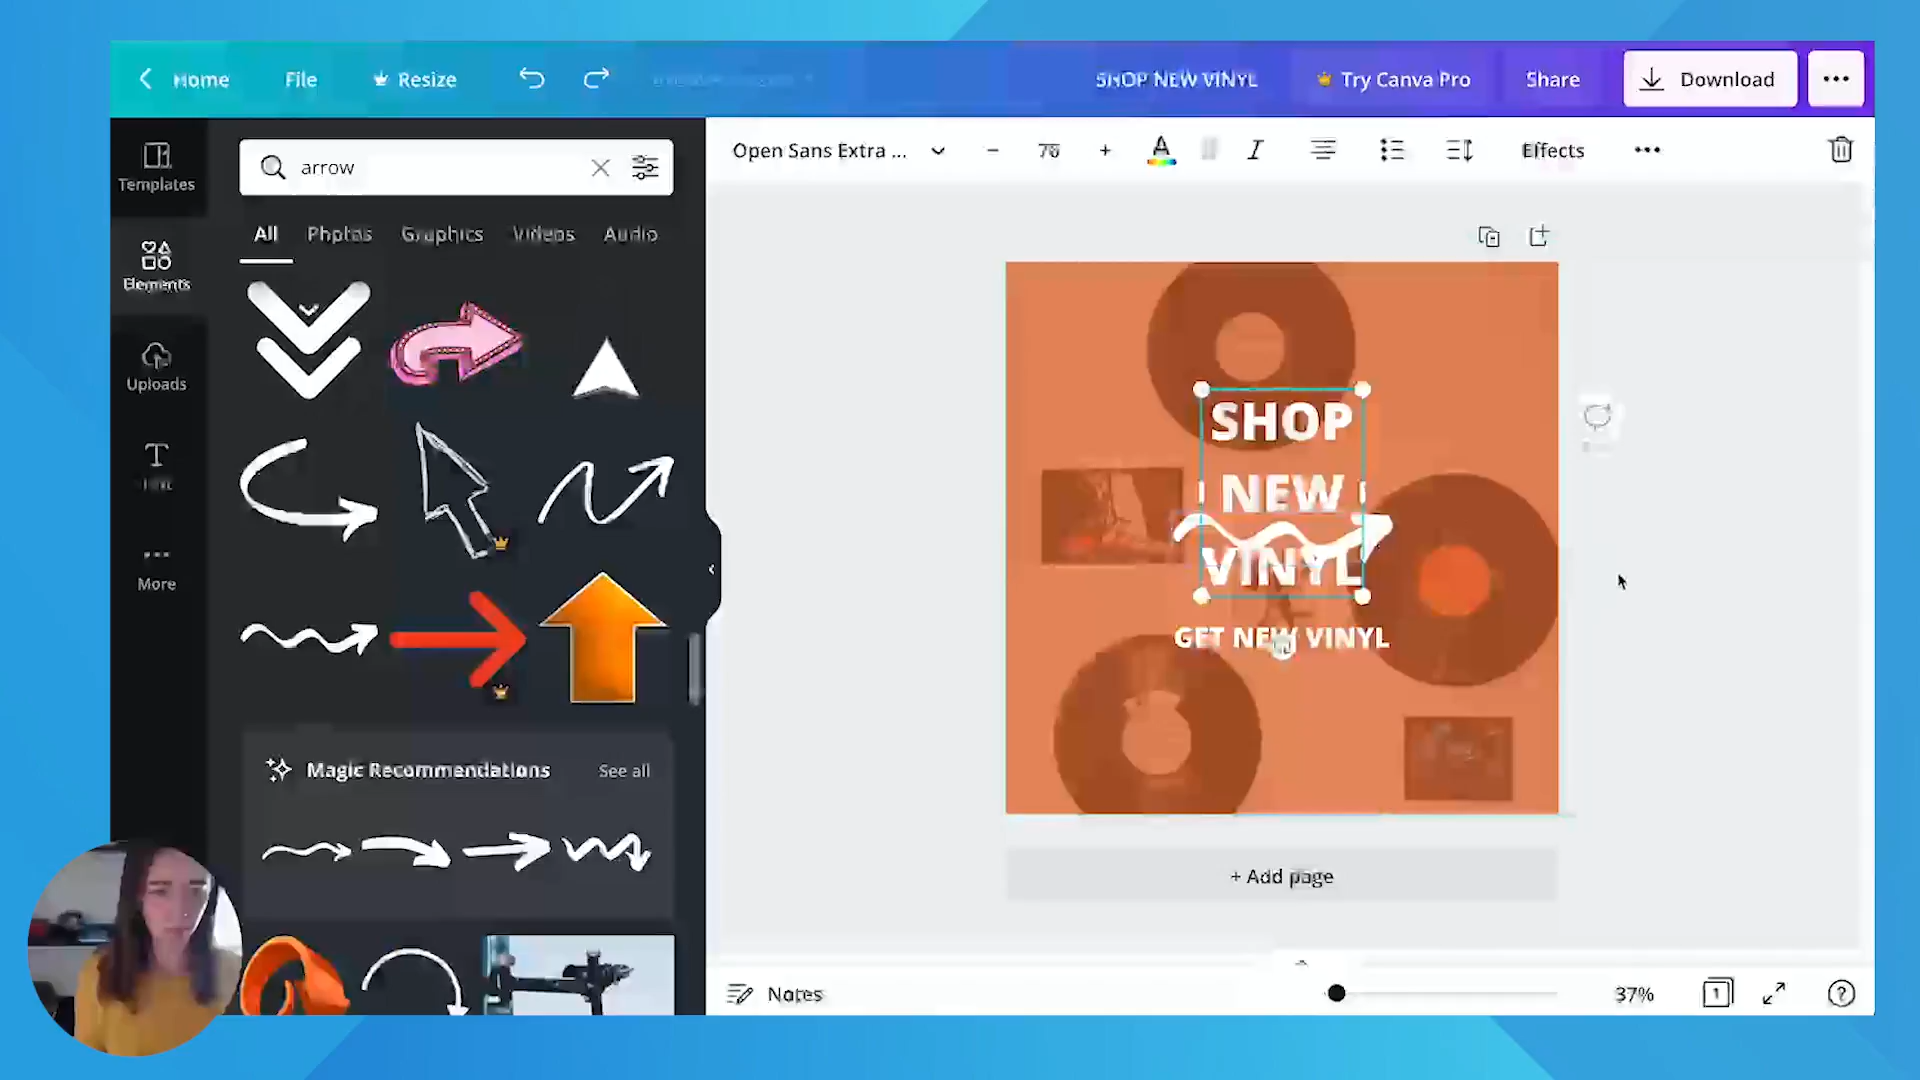 Home File Resize SHOP NEW VINYL Try Canva Pro Share Download
Templates
Elements
Uploads
More
arrow
All Photos Graphics Videos Audio
Magic Recommendations See all
Open Sans Extra ... 78 A I Effects
SHOP
NEW
VINYL
GET NEW VINYL
+ Add page
Notes 37% 1 ?